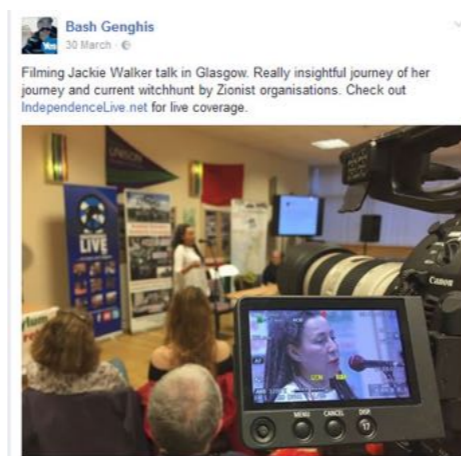 Bash Genghis
30 March
Filming Jackie Walker talk in Glasgow. Really insightful journey of her
journey and current witchhunt by Zionist organisations. Check out
IndependenceLive.net for live coverage.
Yes
UNISON
LIVE
Canon
MENU
CANCEL
DISP.